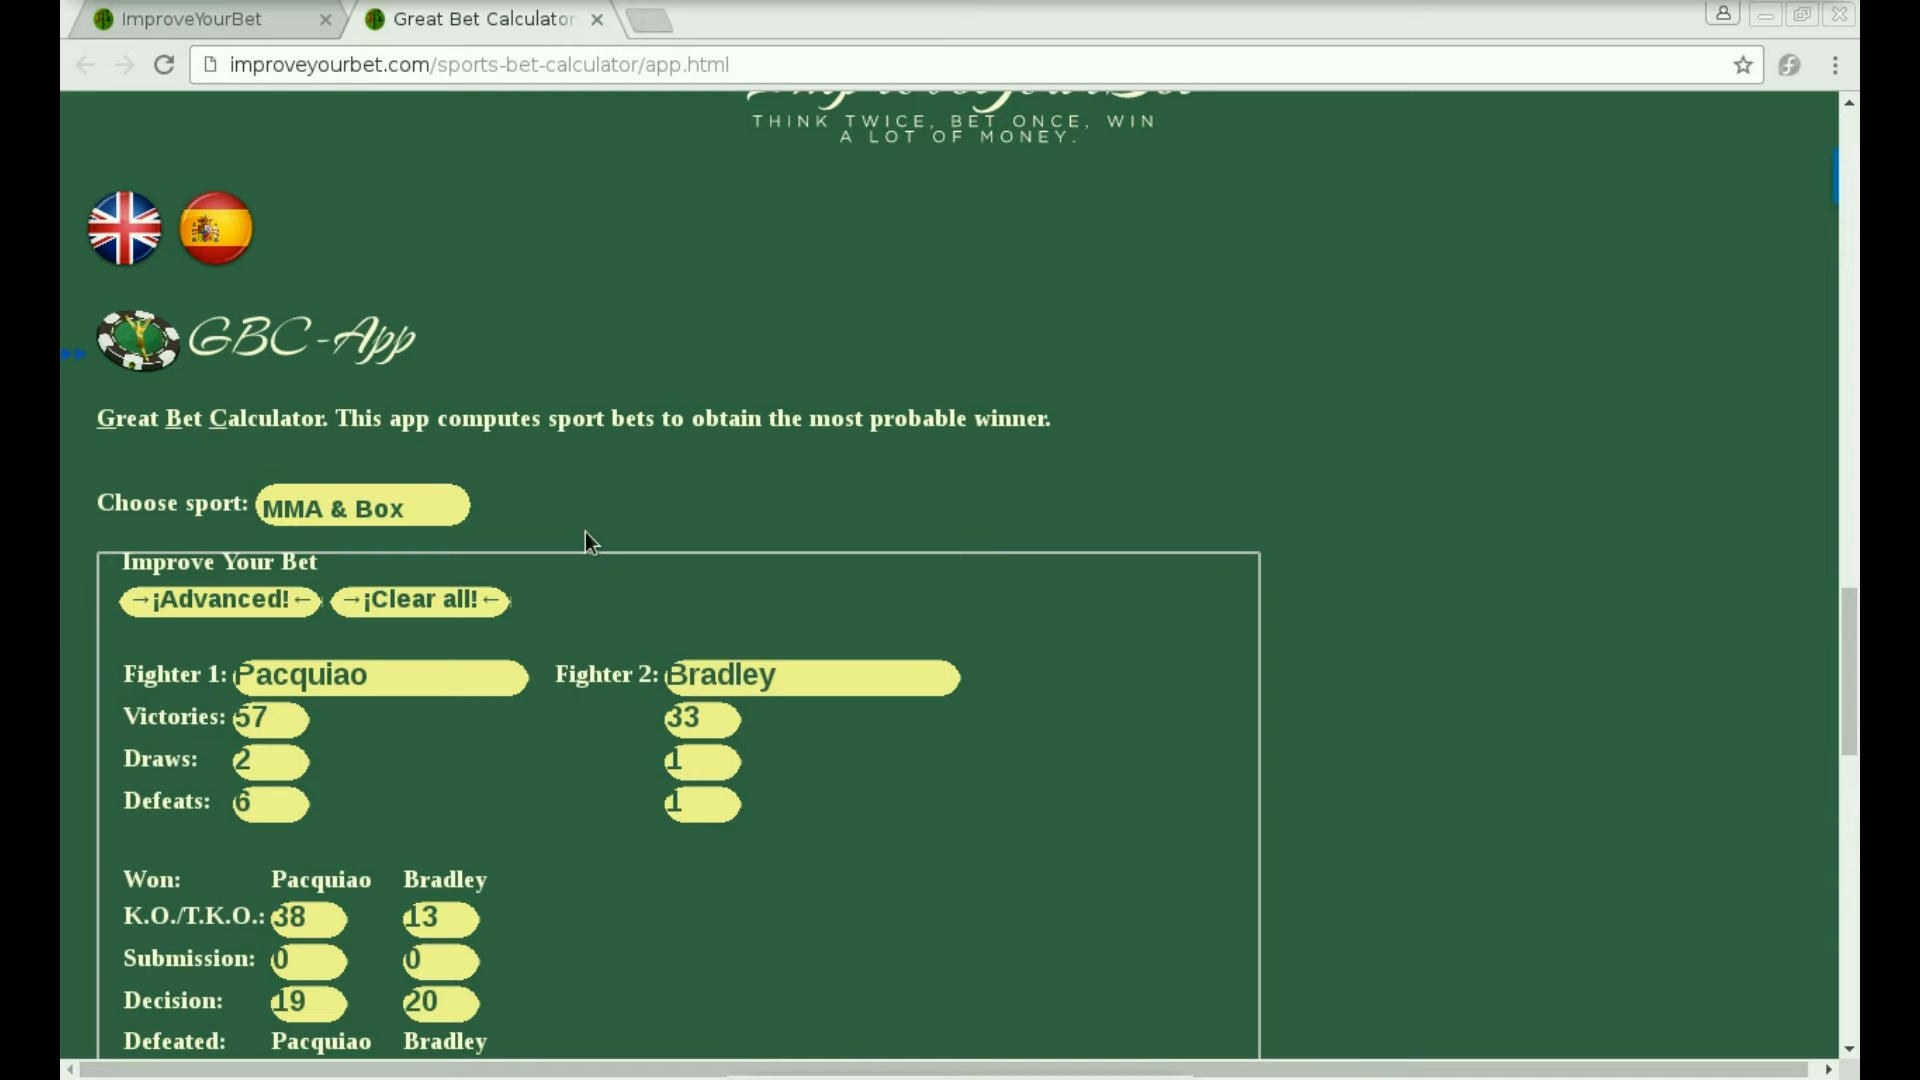 ImproveYourBet
Great Bet Calculator
improveyourbet.com/sports-bet-calculator/app.html
ImproveYourBet
THINK TWICE, BET ONCE, WIN
A LOT OF MONEY.
GBC-App
Great Bet Calculator. This app computes sport bets to obtain the most probable winner.
Choose sport: MMA & Box
Improve Your Bet
→¡Advanced!← →¡Clear all!←
Fighter 1: Pacquiao Fighter 2: Bradley
Victories: 57 33
Draws: 2 1
Defeats: 6 1
Won: Pacquiao Bradley
K.O./T.K.O.: 38 13
Submission: 0 0
Decision: 19 20
Defeated: Pacquiao Bradley